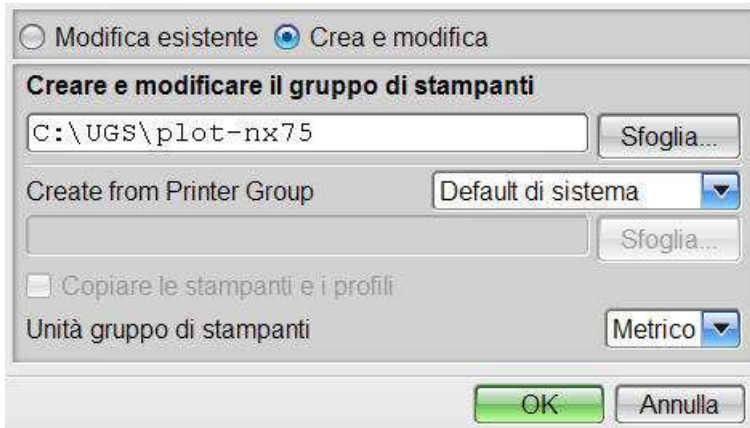 Modifica esistente Crea e modifica
Creare e modificare il gruppo di stampanti
C:\UGS\plot-nx75 Sfoglia...
Create from Printer Group Default di sistema
Sfoglia...
Copiare le stampanti e i profili
Unità gruppo di stampanti Metrico
OK Annulla